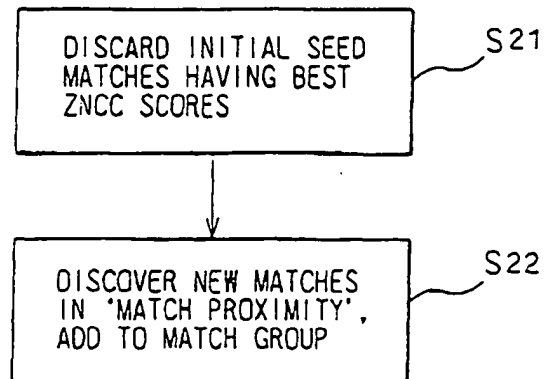 DISCARD INITIAL SEED
MATCHES HAVING BEST
ZNCC SCORES
S21
DISCOVER NEW MATCHES
IN 'MATCH PROXIMITY',
ADD TO MATCH GROUP
S22